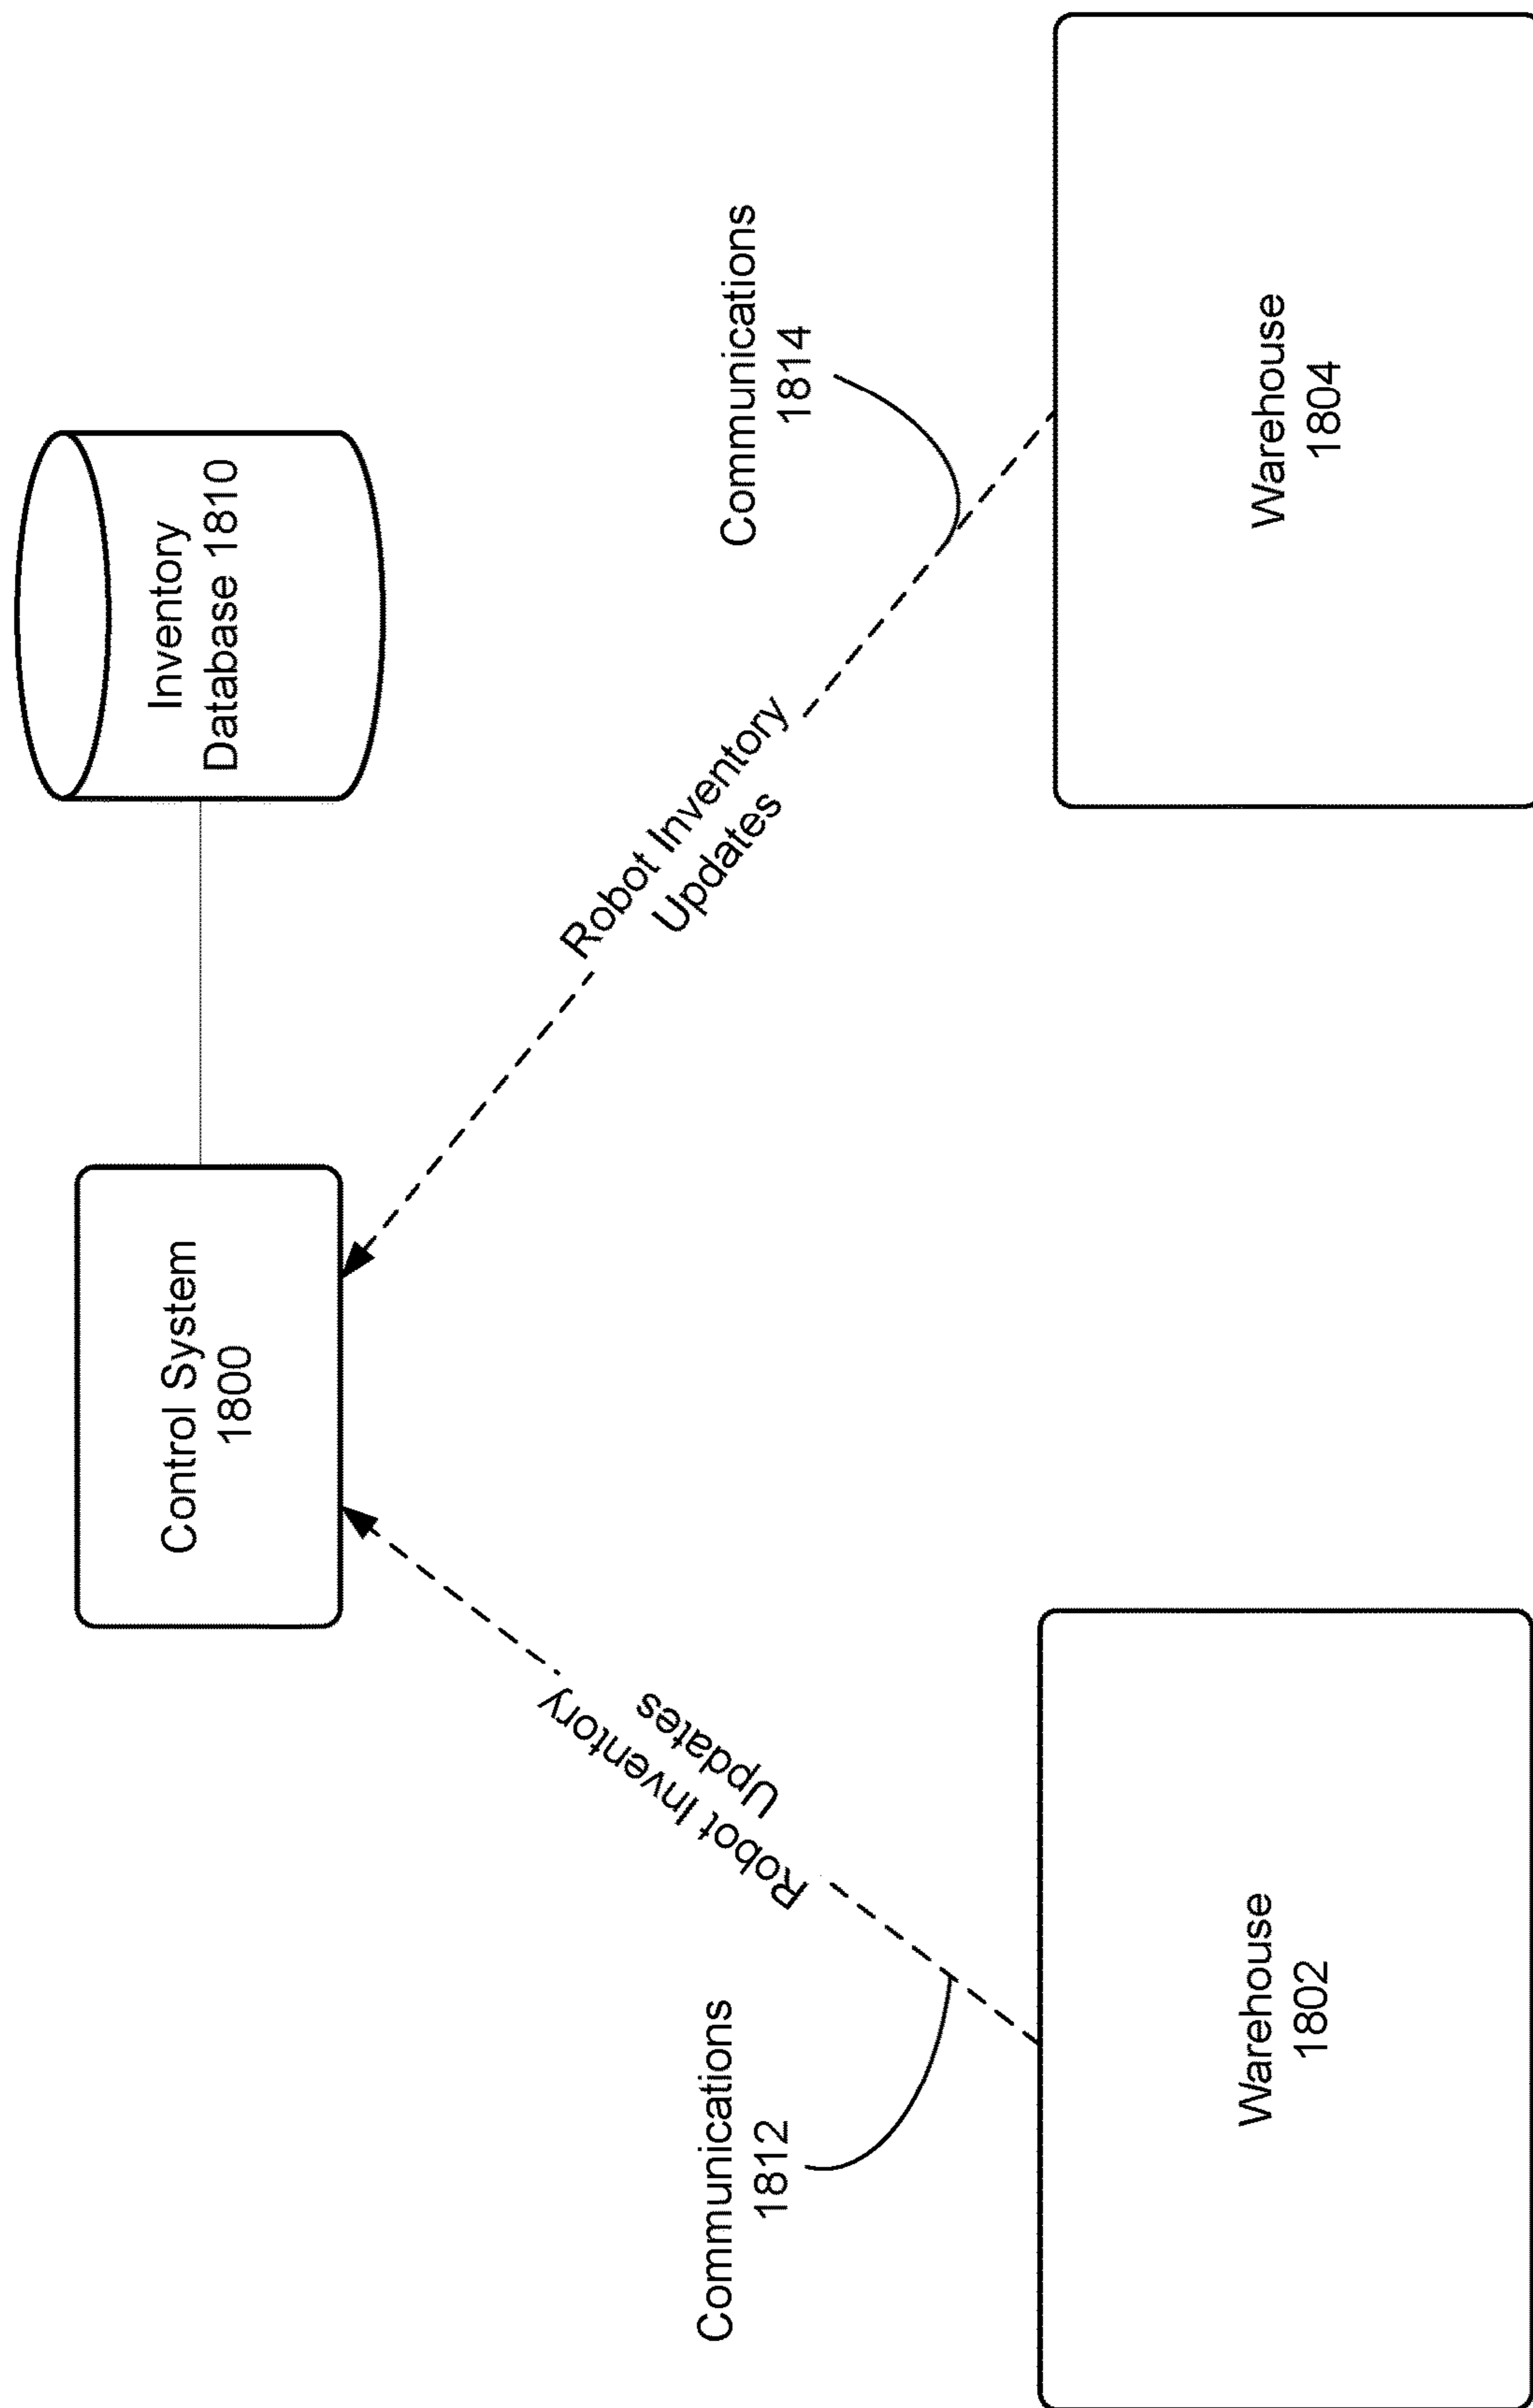 Control System
1800
Inventory
Database 1810
Robot Inventory
Updates
Robot Inventory
Updates
Communications
1812
Communications
1814
Warehouse
1802
Warehouse
1804